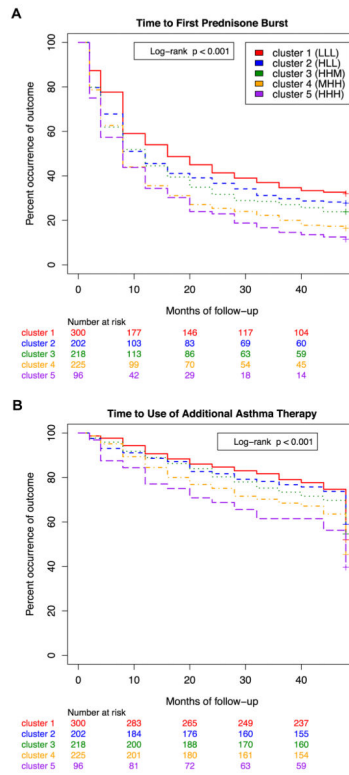 A
Time to First Prednisone Burst
Log-rank p < 0.001
cluster 1 (LLL)
cluster 2 (HLL)
cluster 3 (HHM)
cluster 4 (MHH)
cluster 5 (HHH)
Percent occurrence of outcome
100
80
60
40
20
0
0 10 20 30 40
Months of follow-up
Number at risk
cluster 1 300 177 146 117 104
cluster 2 202 103 83 69 60
cluster 3 218 113 86 63 59
cluster 4 225 99 70 54 45
cluster 5 96 42 29 18 14
B
Time to Use of Additional Asthma Therapy
Log-rank p < 0.001
Percent occurrence of outcome
100
80
60
40
20
0
0 10 20 30 40
Months of follow-up
Number at risk
cluster 1 300 283 265 249 237
cluster 2 202 184 176 160 155
cluster 3 218 200 188 170 160
cluster 4 225 201 180 161 154
cluster 5 96 81 72 63 59